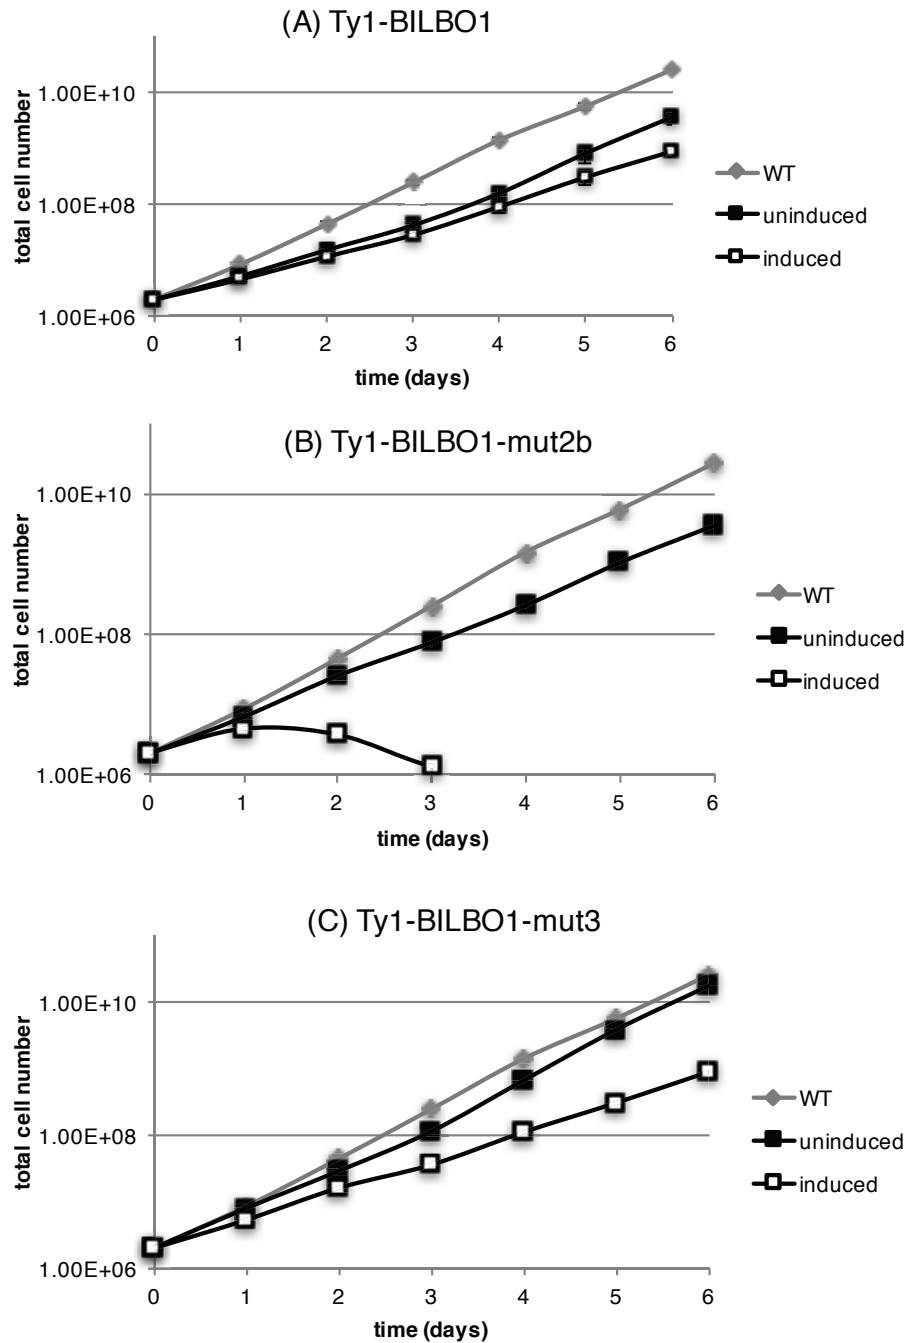 (A) Ty1-BILBO1
total cell number
1.00E+10
1.00E+08
1.00E+06
0 1 2 3 4 5 6
time (days)
WT
uninduced
induced
(B) Ty1-BILBO1-mut2b
total cell number
1.00E+10
1.00E+08
1.00E+06
0 1 2 3 4 5 6
time (days)
WT
uninduced
induced
(C) Ty1-BILBO1-mut3
total cell number
1.00E+10
1.00E+08
1.00E+06
0 1 2 3 4 5 6
time (days)
WT
uninduced
induced